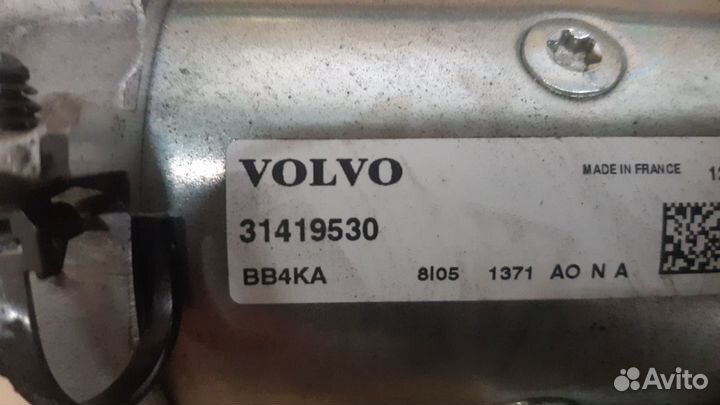 VOLVO
MADE IN FRANCE
31419530
BB4KA 8I05 1371 AO N A
Avito